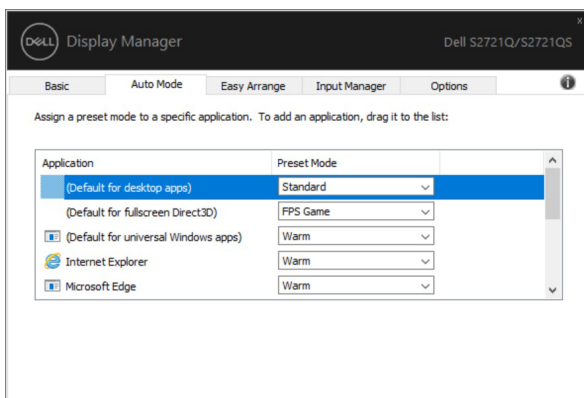 x
DELL Display Manager Dell S2721Q/S2721QS
Basic Auto Mode Easy Arrange Input Manager Options i
Assign a preset mode to a specific application. To add an application, drag it to the list:
Application Preset Mode
(Default for desktop apps) Standard
(Default for fullscreen Direct3D) FPS Game
(Default for universal Windows apps) Warm
Internet Explorer Warm
Microsoft Edge Warm